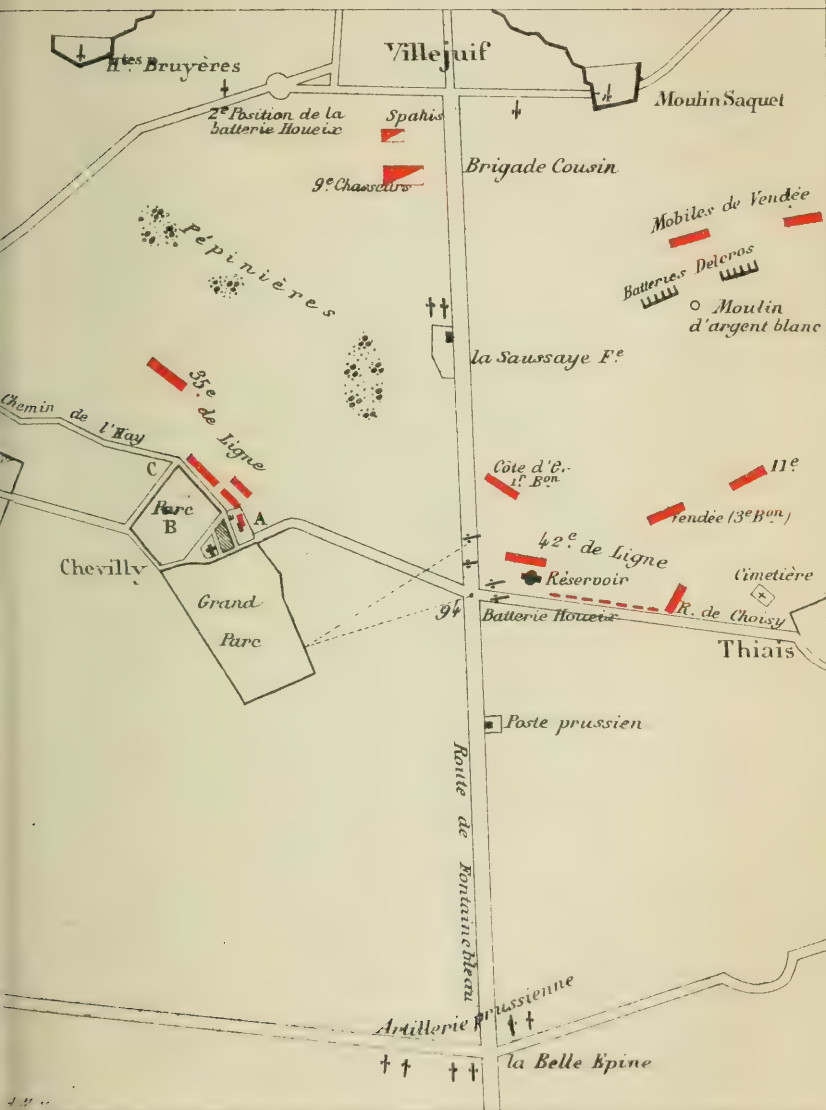 Villejuif
Htes Bruyères
Moulin Saquet
2e Position de la
batterie Houeix
Spahis
9e Chasseurs
Brigade Cousin
Mobiles de Vendée
Batteries Delcros
Moulin
d'argent blanc
Pépinières
la Saussaye Fe
35e
de Ligne
Chemin de l'Hay
C
Parc
B
A
Chevilly
Grand
Parc
Côte d'Or
1r Bon
11e
Vendée (3e Bon)
42e de Ligne
Réservoir
Cimetière
94
Batterie Houeix
R. de Choisy
Thiais
Poste prussien
Route de Fontainebleau
Artillerie prussienne
la Belle Epine